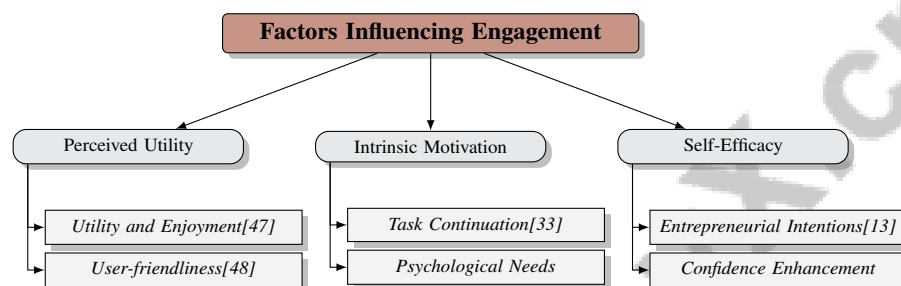 Factors Influencing Engagement
Perceived Utility
Intrinsic Motivation
Self-Efficacy
Utility and Enjoyment[47]
Task Continuation[33]
Entrepreneurial Intentions[13]
User-friendliness[48]
Psychological Needs
Confidence Enhancement